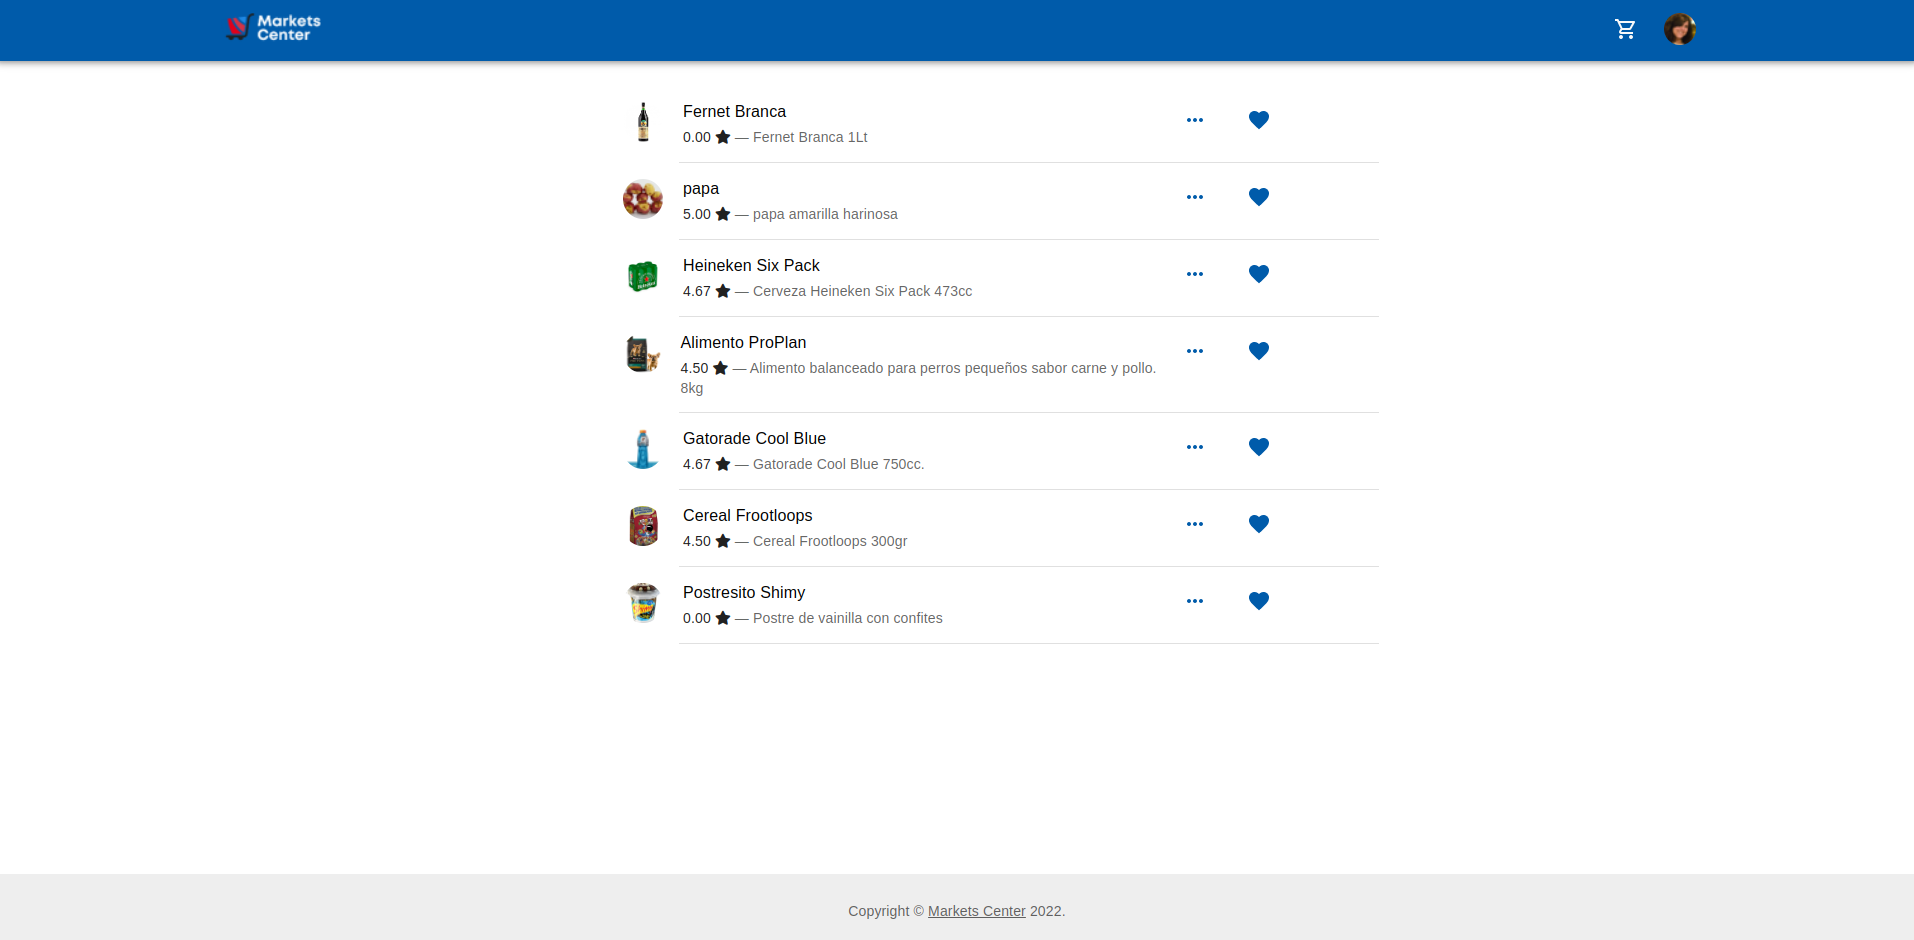 Markets
Center
Fernet Branca
0.00 ★ — Fernet Branca 1Lt
papa
5.00 ★ — papa amarilla harinosa
Heineken Six Pack
4.67 ★ — Cerveza Heineken Six Pack 473cc
Alimento ProPlan
4.50 ★ — Alimento balanceado para perros pequeños sabor carne y pollo.
8kg
Gatorade Cool Blue
4.67 ★ — Gatorade Cool Blue 750cc.
Cereal Frootloops
4.50 ★ — Cereal Frootloops 300gr
Postresito Shimy
0.00 ★ — Postre de vainilla con confites
Copyright © Markets Center 2022.